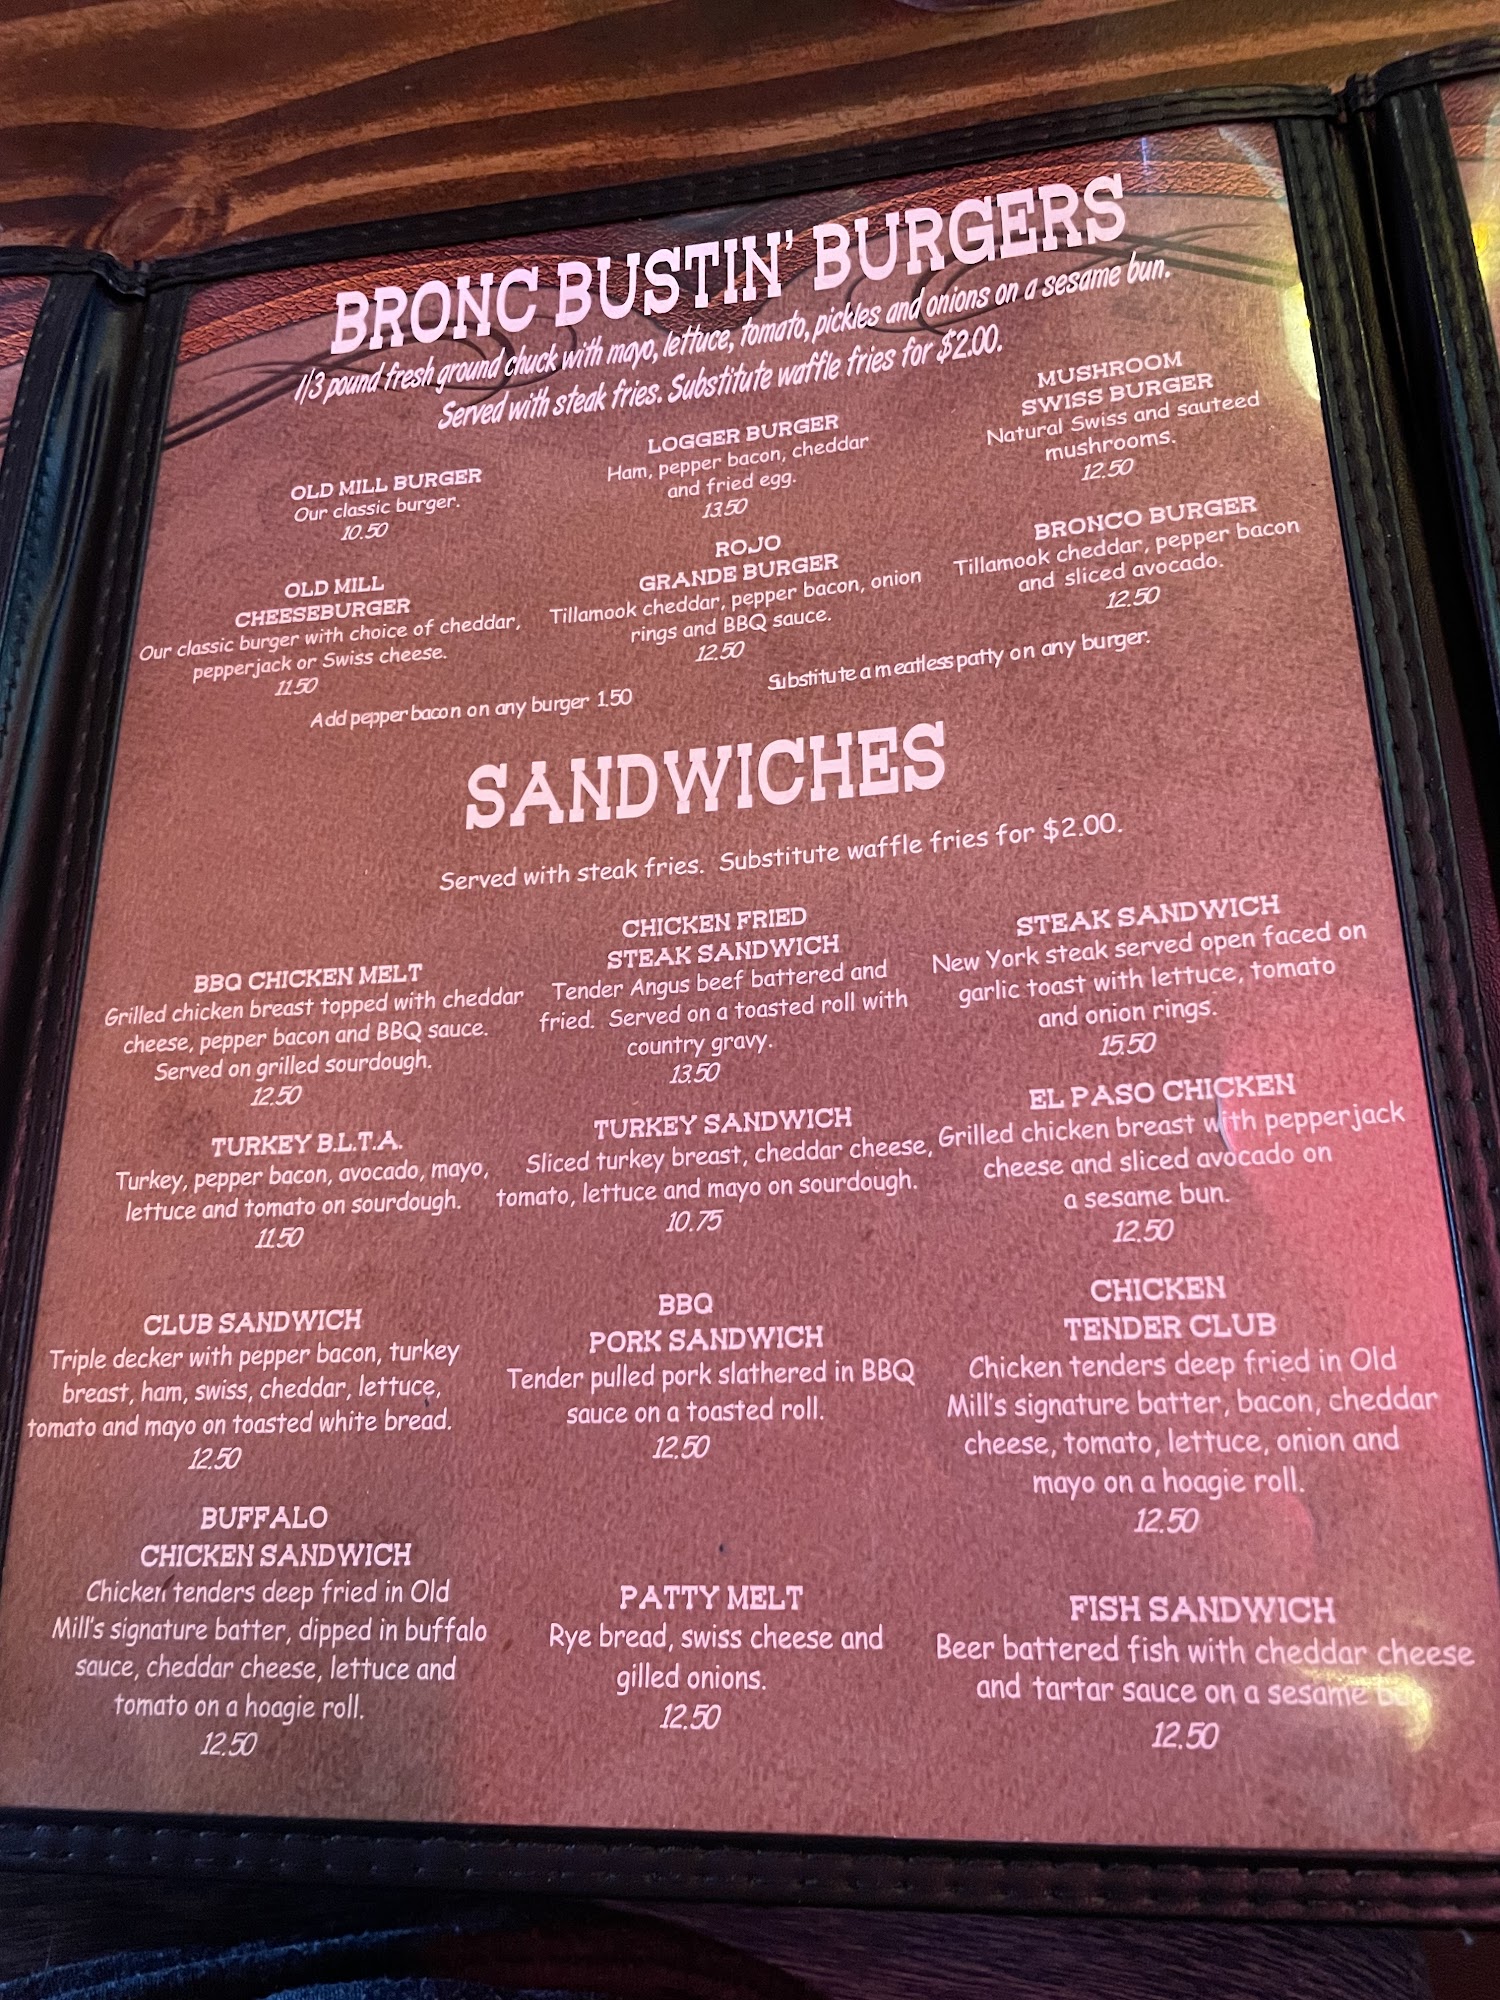 BRONC BUSTIN' BURGERS
1/3 pound fresh ground chuck with mayo, lettuce, tomato, pickles and onions on a sesame bun.
Served with steak fries. Substitute waffle fries for $2.00.
OLD MILL BURGER
Our classic burger.
10.50
LOGGER BURGER
Ham, pepper bacon, cheddar
and fried egg.
13.50
MUSHROOM
SWISS BURGER
Natural Swiss and sauteed
mushrooms.
12.50
OLD MILL
CHEESEBURGER
Our classic burger with choice of cheddar,
pepperjack or Swiss cheese.
11.50
ROJO
GRANDE BURGER
Tillamook cheddar, pepper bacon, onion
rings and BBQ sauce.
12.50
BRONCO BURGER
Tillamook cheddar, pepper bacon
and sliced avocado.
12.50
Add pepper bacon on any burger 1.50
Substitute a meatless patty on any burger.
SANDWICHES
Served with steak fries. Substitute waffle fries for $2.00.
BBQ CHICKEN MELT
Grilled chicken breast topped with cheddar
cheese, pepper bacon and BBQ sauce.
Served on grilled sourdough.
12.50
CHICKEN FRIED
STEAK SANDWICH
Tender Angus beef battered and
fried. Served on a toasted roll with
country gravy.
13.50
STEAK SANDWICH
New York steak served open faced on
garlic toast with lettuce, tomato
and onion rings.
15.50
TURKEY B.L.T.A.
Turkey, pepper bacon, avocado, mayo,
lettuce and tomato on sourdough.
11.50
TURKEY SANDWICH
Sliced turkey breast, cheddar cheese,
tomato, lettuce and mayo on sourdough.
10.75
EL PASO CHICKEN
Grilled chicken breast with pepperjack
cheese and sliced avocado on
a sesame bun.
12.50
CLUB SANDWICH
Triple decker with pepper bacon, turkey
breast, ham, swiss, cheddar, lettuce,
tomato and mayo on toasted white bread.
12.50
BBQ
PORK SANDWICH
Tender pulled pork slathered in BBQ
sauce on a toasted roll.
12.50
CHICKEN
TENDER CLUB
Chicken tenders deep fried in Old
Mill's signature batter, bacon, cheddar
cheese, tomato, lettuce, onion and
mayo on a hoagie roll.
12.50
BUFFALO
CHICKEN SANDWICH
Chicken tenders deep fried in Old
Mill's signature batter, dipped in buffalo
sauce, cheddar cheese, lettuce and
tomato on a hoagie roll.
12.50
PATTY MELT
Rye bread, swiss cheese and
gilled onions.
12.50
FISH SANDWICH
Beer battered fish with cheddar cheese
and tartar sauce on a sesame
12.50